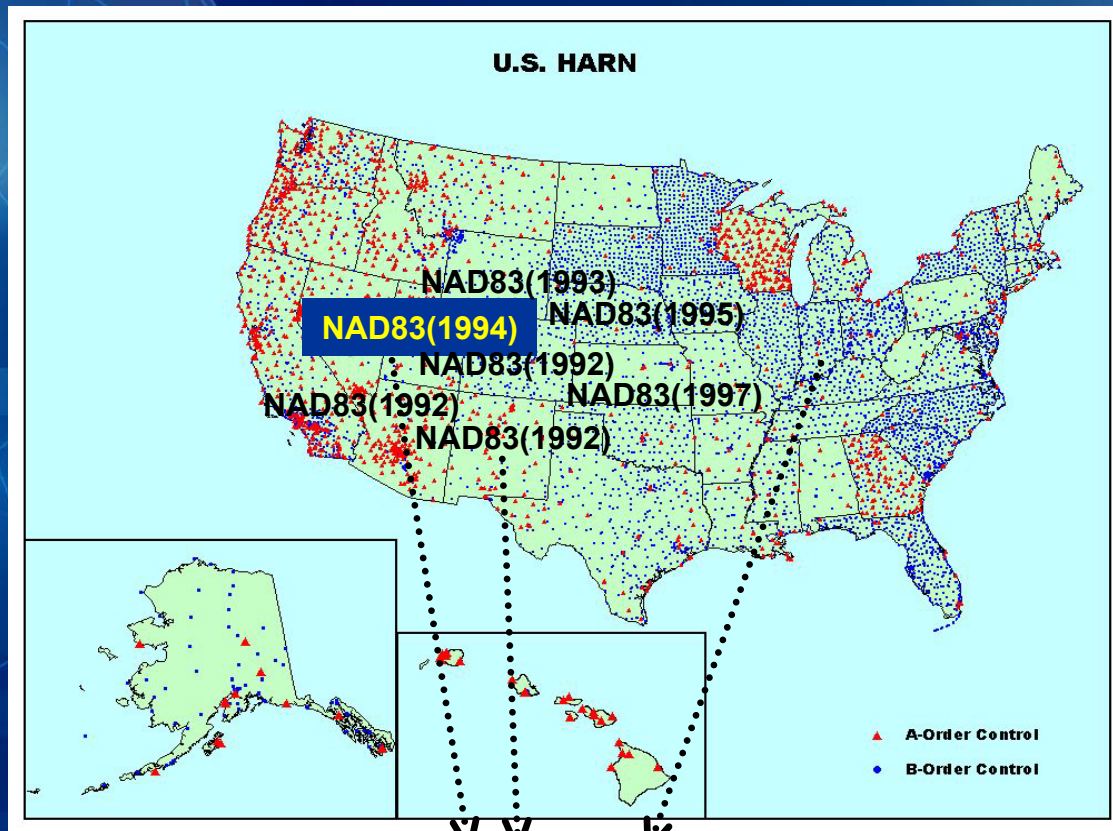 U.S. HARN
NAD83(1993)
NAD83(1995)
NAD83(1994)
NAD83(1992)
NAD83(1997)
NAD83(1992)
NAD83(1992)
A-Order Control
B-Order Control